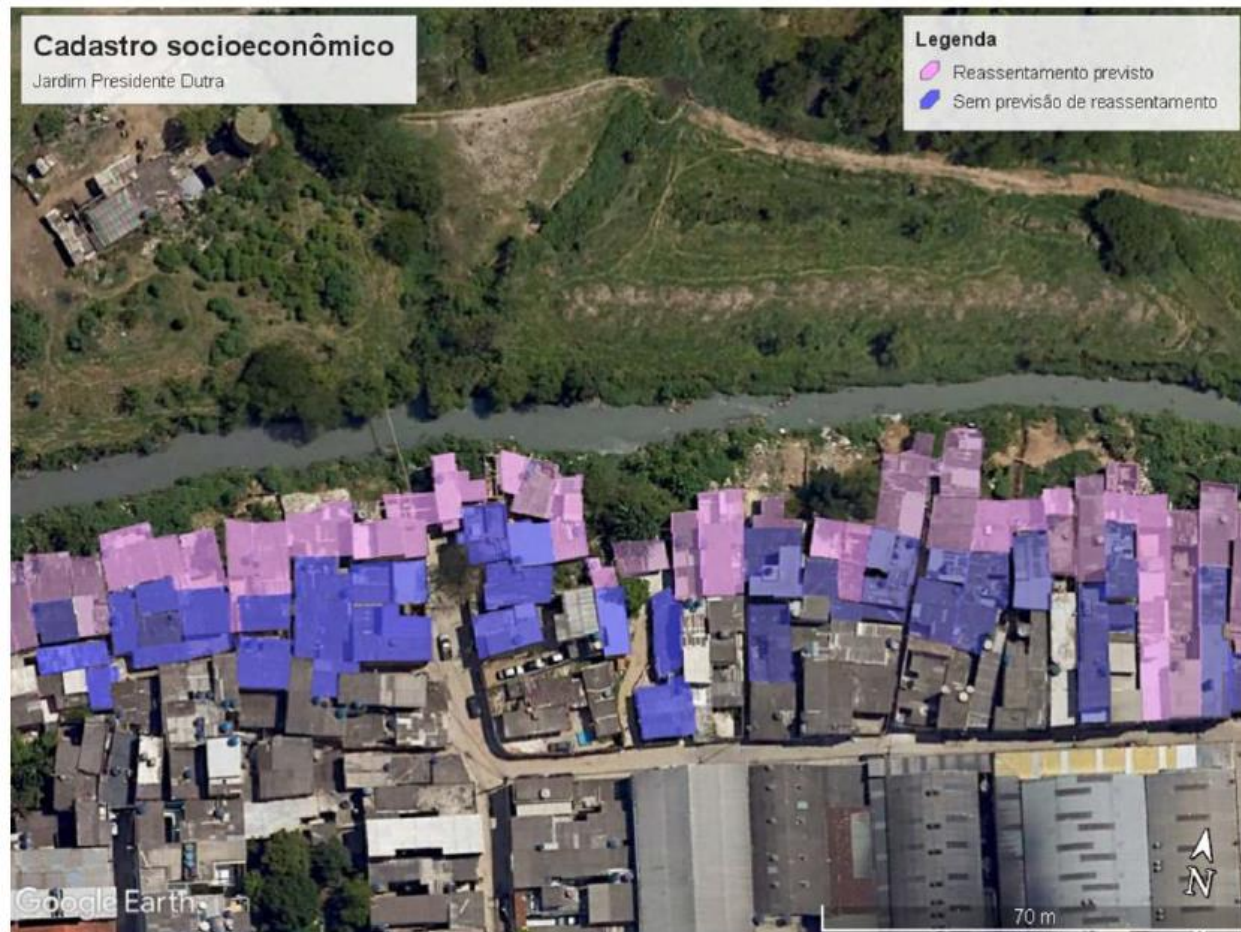 Cadastro socioeconômico
Jardim Presidente Dutra
Legenda
Reassentamento previsto
Sem previsão de reassentamento
Google Earth
70 m
N